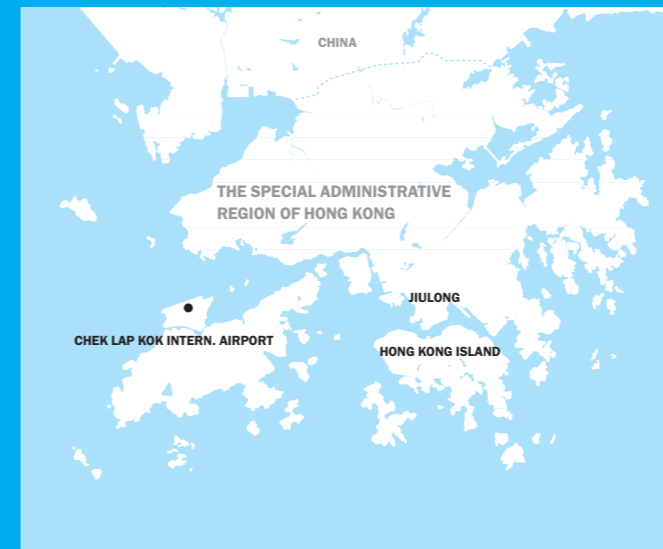 CHINA
THE SPECIAL ADMINISTRATIVE
REGION OF HONG KONG
JIULONG
CHEK LAP KOK INTERN. AIRPORT
HONG KONG ISLAND